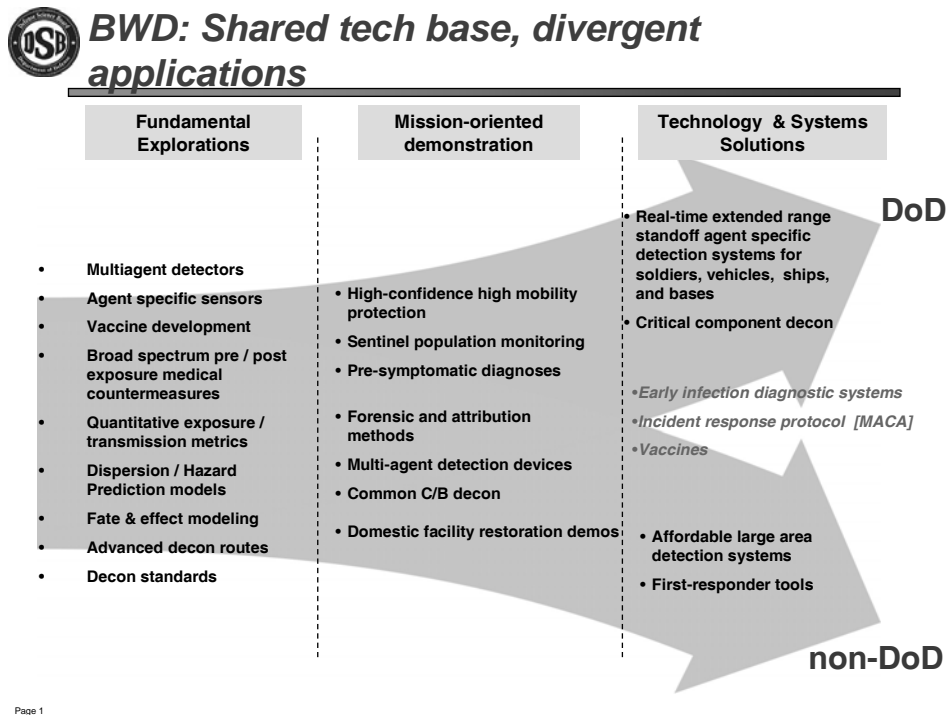 DSB
BWD: Shared tech base, divergent
applications
Fundamental
Explorations
• Multiagent detectors
• Agent specific sensors
• Vaccine development
• Broad spectrum pre / post
exposure medical
countermeasures
• Quantitative exposure /
transmission metrics
• Dispersion / Hazard
Prediction models
• Fate & effect modeling
• Advanced decon routes
• Decon standards
Mission-oriented
demonstration
• High-confidence high mobility
protection
• Sentinel population monitoring
• Pre-symptomatic diagnoses
• Forensic and attribution
methods
• Multi-agent detection devices
• Common C/B decon
• Domestic facility restoration demos
Technology & Systems
Solutions
DoD
• Real-time extended range
standoff agent specific
detection systems for
soldiers, vehicles, ships,
and bases
• Critical component decon
•Early infection diagnostic systems
•Incident response protocol [MACA]
•Vaccines
• Affordable large area
detection systems
• First-responder tools
non-DoD
Page 1